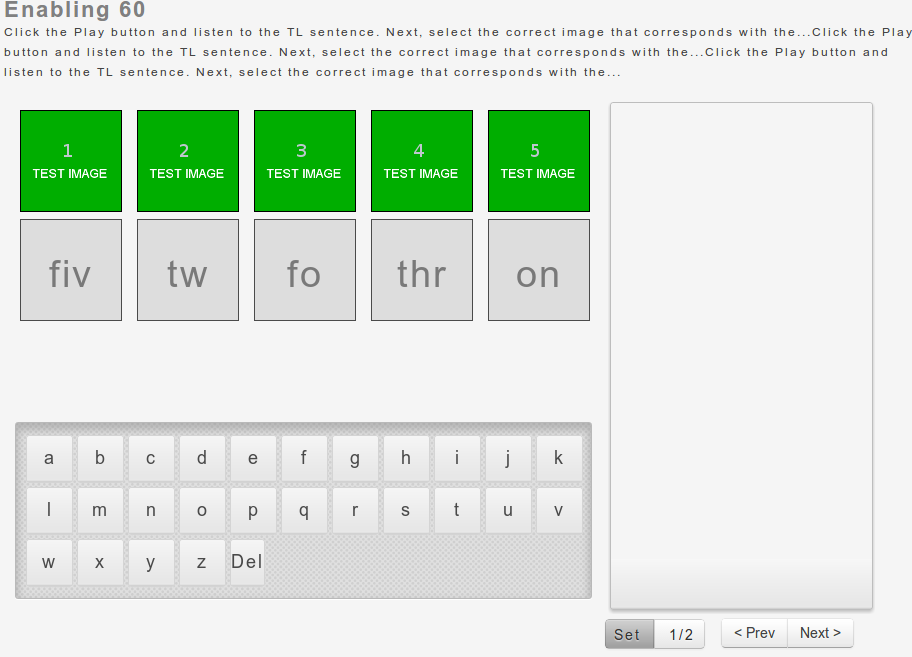 Enabling 60
Click the Play button and listen to the TL sentence. Next, select the correct image that corresponds with the...Click the Play
button and listen to the TL sentence. Next, select the correct image that corresponds with the...Click the Play button and
listen to the TL sentence. Next, select the correct image that corresponds with the...
1 2 3 4 5
TEST IMAGE TEST IMAGE TEST IMAGE TEST IMAGE TEST IMAGE
fiv tw fo thr on
a b c d e f g h i j k
l m n o p q r s t u v
w x y z Del
Set 1/2 < Prev Next >